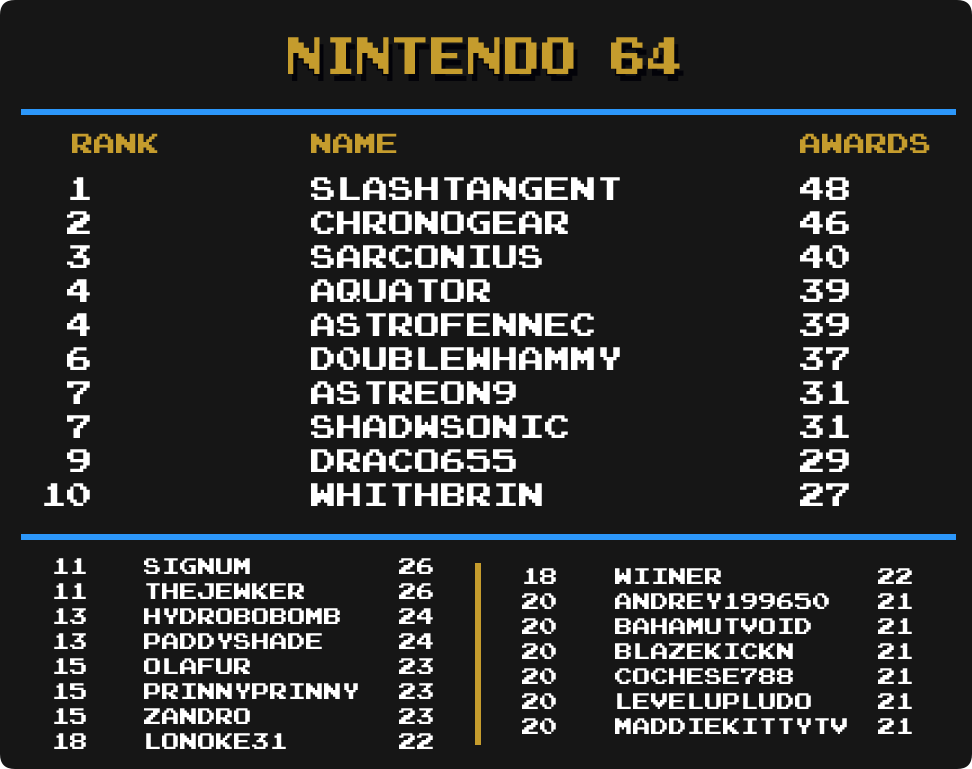 NINTENDO 64
RANK NAME AWARDS
1 SLASHTANGENT 48
2 CHRONOGEAR 46
3 SARCONIUS 40
4 AQUATOR 39
4 ASTROFENNEC 39
6 DOUBLEWHAMMY 37
7 ASTREON9 31
7 SHADWSONIC 31
9 DRACO655 29
10 WHITHBRIN 27
11 SIGNUM 26
11 THEJEWKER 26
13 HYDROBOBOMB 24
13 PADDYSHADE 24
15 OLAFUR 23
15 PRINNYPRINNY 23
15 ZANDRO 23
18 LONOKE31 22
18 WIINER 22
20 ANDREY199650 21
20 BAHAMUTVOID 21
20 BLAZEKICKN 21
20 COCHESE788 21
20 LEVELUPLUDO 21
20 MADDIEKITTYTV 21